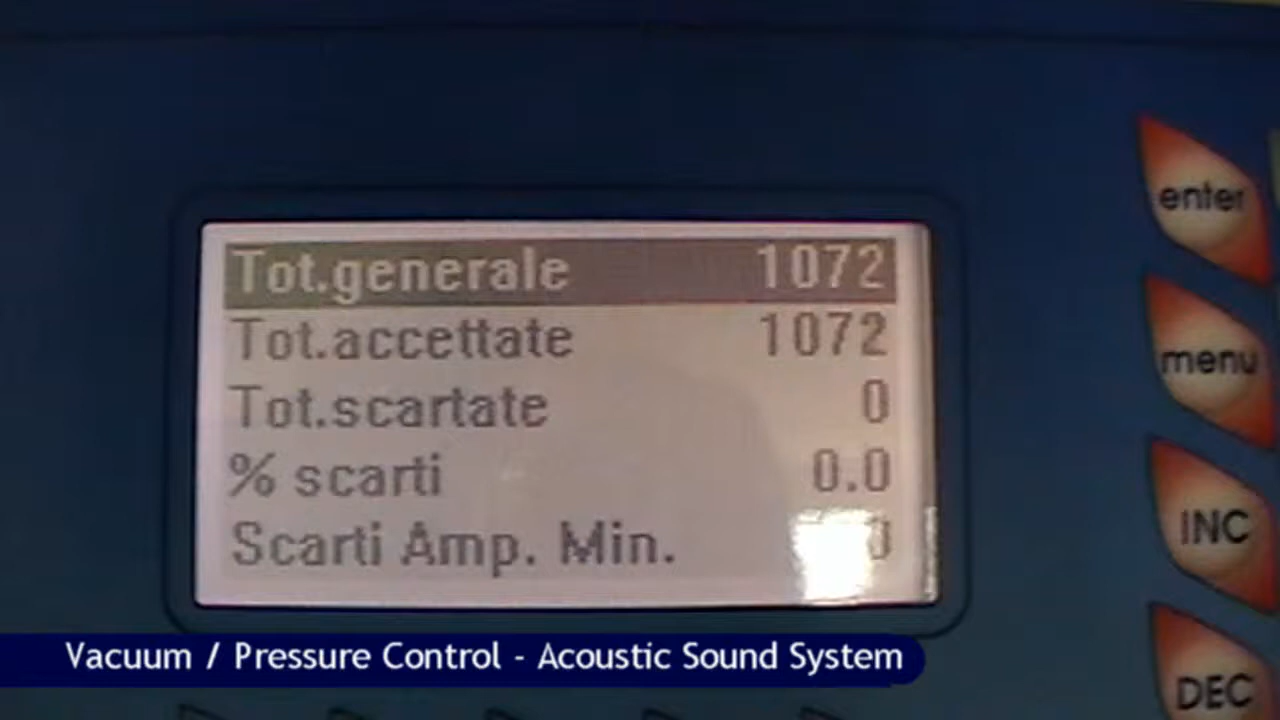 Tot.generale 1072
Tot.accettate 1072
Tot.scartate 0
% scarti 0.0
Scarti Amp. Min.
enter
menu
INC
DEC
Vacuum / Pressure Control - Acoustic Sound System